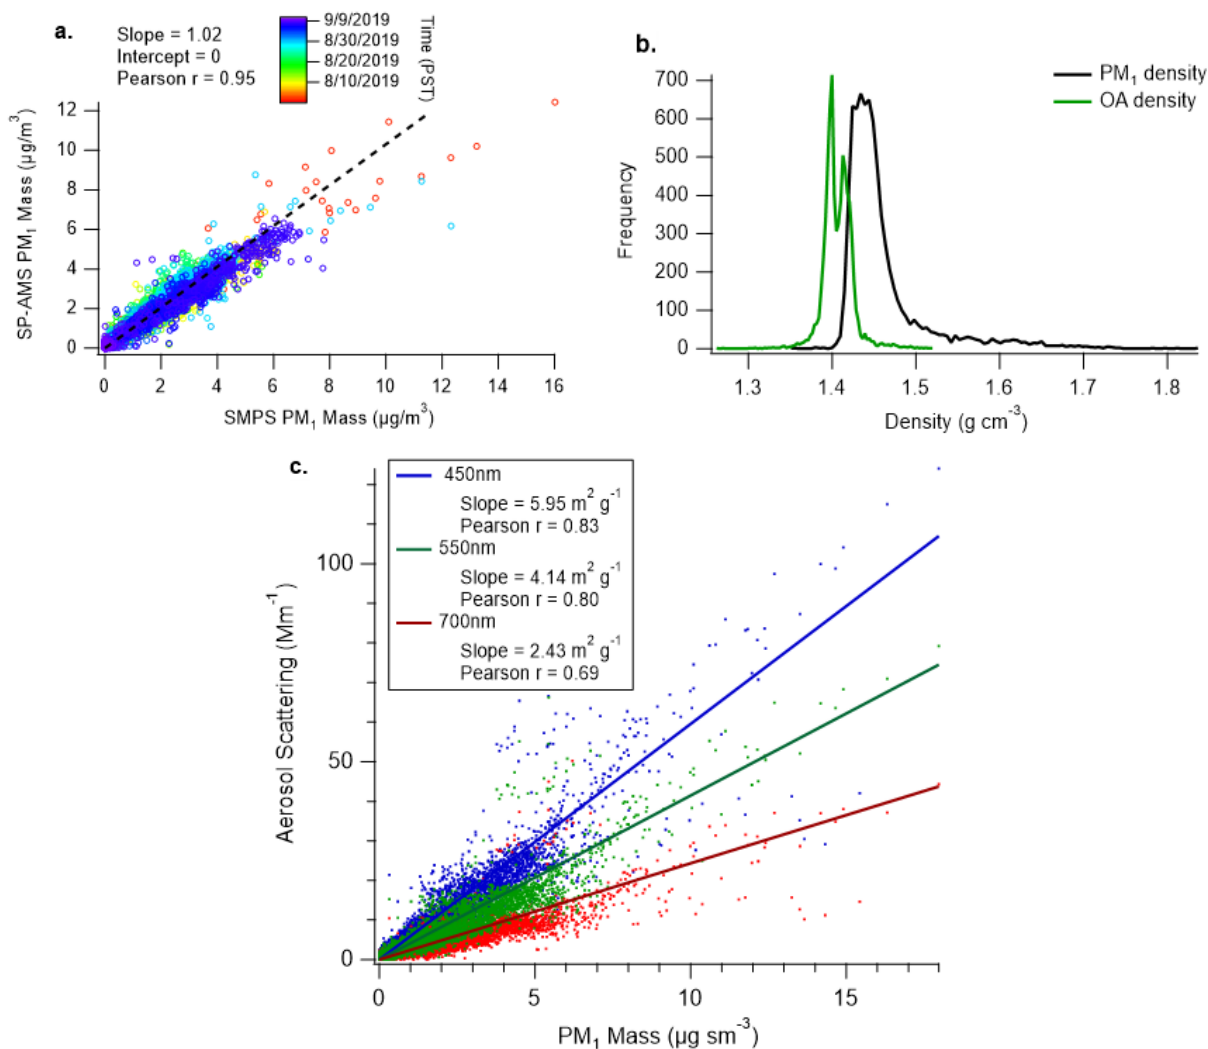 a.
Slope = 1.02
Intercept = 0
Pearson r = 0.95
9/9/2019
8/30/2019
8/20/2019
8/10/2019
Time (PST)
12
10
8
6
4
2
0
SP-AMS PM₁ Mass (µg/m³)
0 2 4 6 8 10 12 14 16
SMPS PM₁ Mass (µg/m³)
b.
PM₁ density
OA density
700
600
500
400
300
200
100
0
Frequency
1.3 1.4 1.5 1.6 1.7 1.8
Density (g cm⁻³)
c.
450nm
Slope = 5.95 m² g⁻¹
Pearson r = 0.83
550nm
Slope = 4.14 m² g⁻¹
Pearson r = 0.80
700nm
Slope = 2.43 m² g⁻¹
Pearson r = 0.69
100
50
0
Aerosol Scattering (Mm⁻¹)
0 5 10 15
PM₁ Mass (µg sm⁻³)